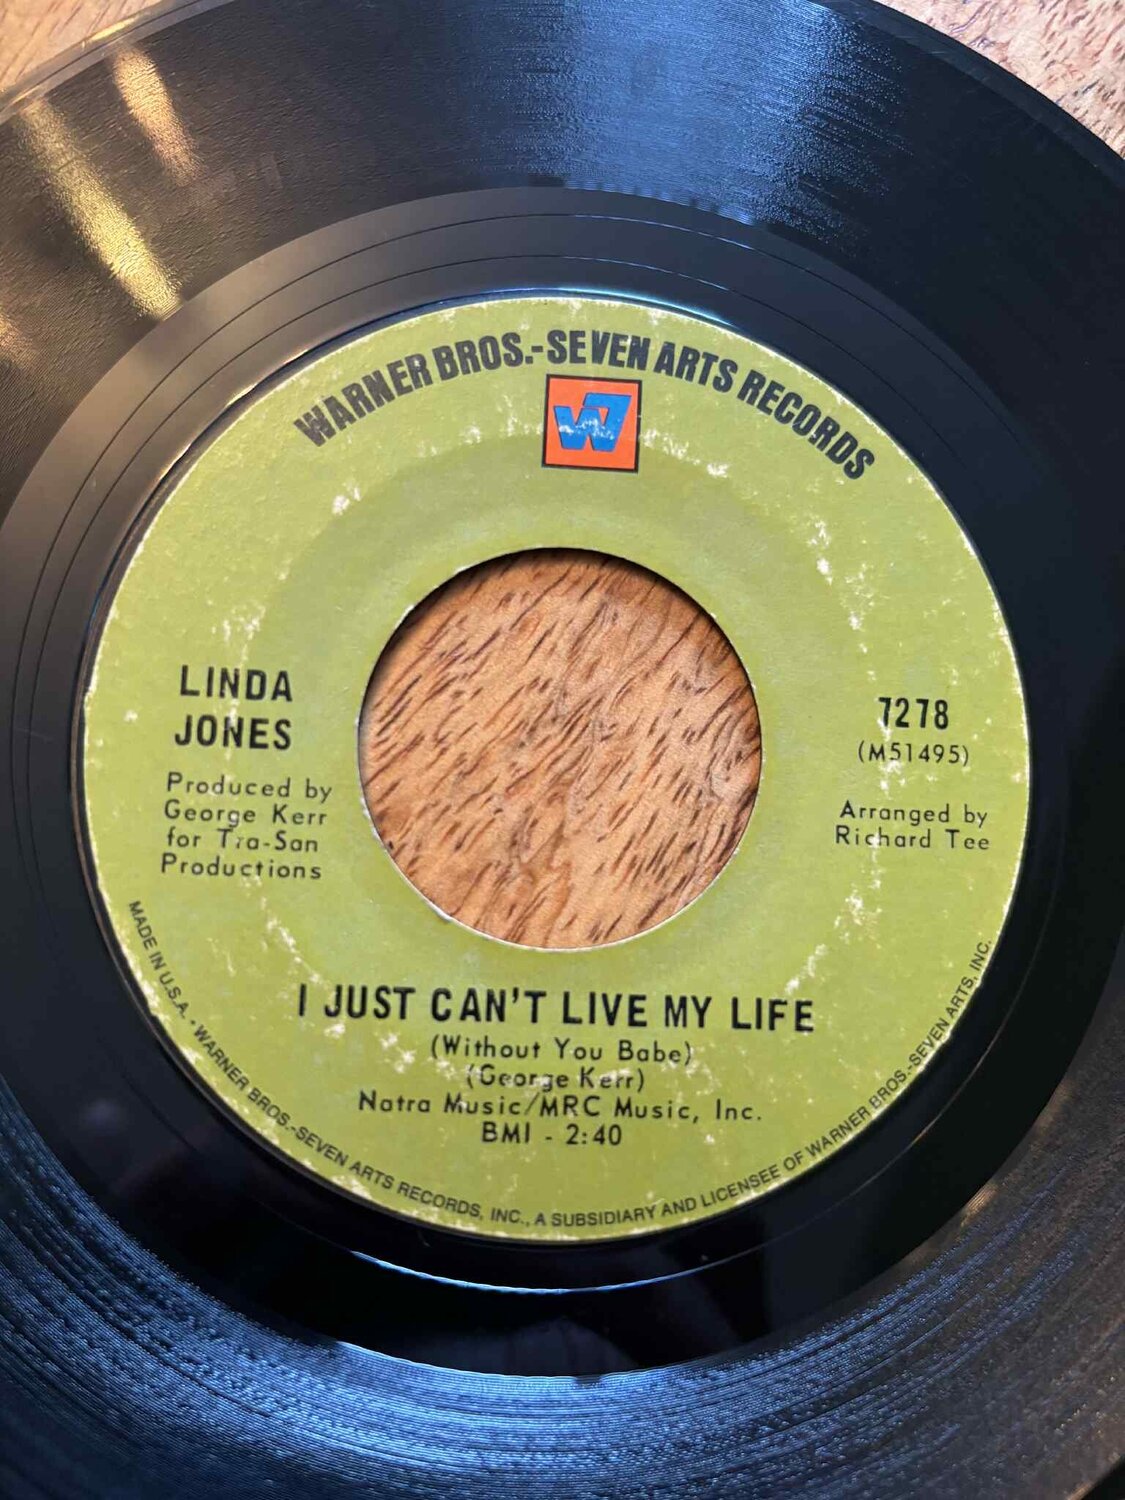 WARNER BROS.-SEVEN ARTS RECORDS
W7
LINDA
JONES
Produced by
George Kerr
for Tra-San
Productions
7278
(M51495)
Arranged by
Richard Tee
I JUST CAN'T LIVE MY LIFE
(Without You Babe)
(George Kerr)
Natra Music/MRC Music, Inc.
BMI - 2:40
MADE IN U.S.A. • WARNER BROS.-SEVEN ARTS RECORDS, INC., A SUBSIDIARY AND LICENSEE OF WARNER BROS.-SEVEN ARTS, INC.